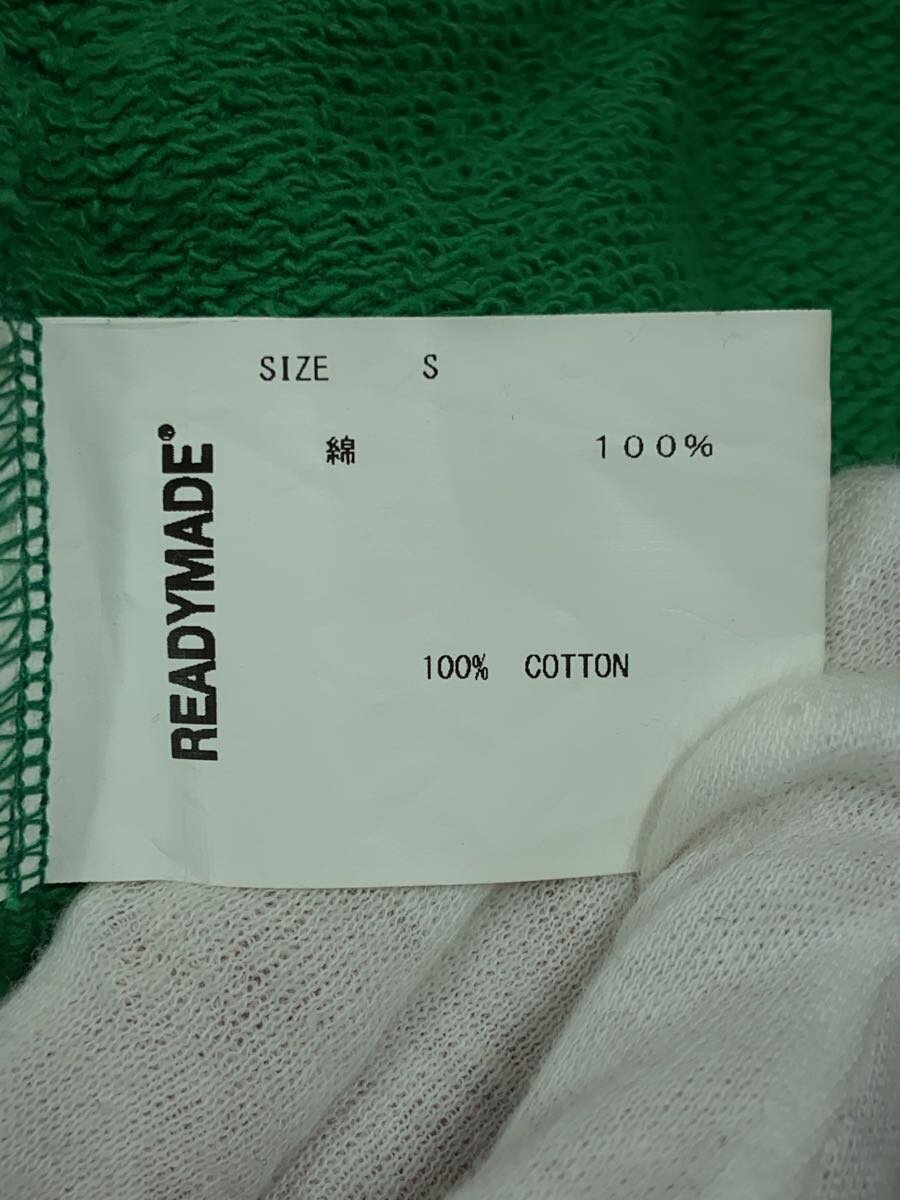 SIZE S
綿 100%
READYMADE®
100% COTTON